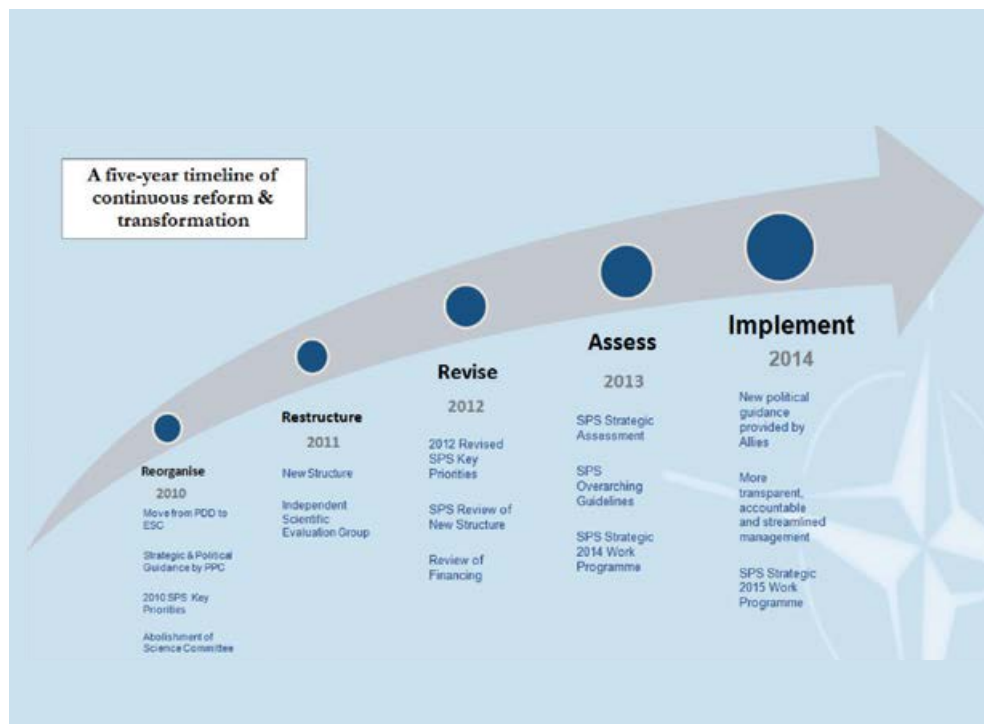 A five-year timeline of
continuous reform &
transformation
Reorganise
2010
Move from PDD to
ESC
Strategic & Political
Guidance by PPC
2010 SPS Key
Priorities
Abolishment of
Science Committee
Restructure
2011
New Structure
Independent
Scientific
Evaluation Group
Revise
2012
2012 Revised
SPS Key
Priorities
SPS Review of
New Structure
Review of
Financing
Assess
2013
SPS Strategic
Assessment
SPS
Overarching
Guidelines
SPS Strategic
2014 Work
Programme
Implement
2014
New political
guidance
provided by
Allies
More
transparent,
accountable
and streamlined
management
SPS Strategic
2015 Work
Programme